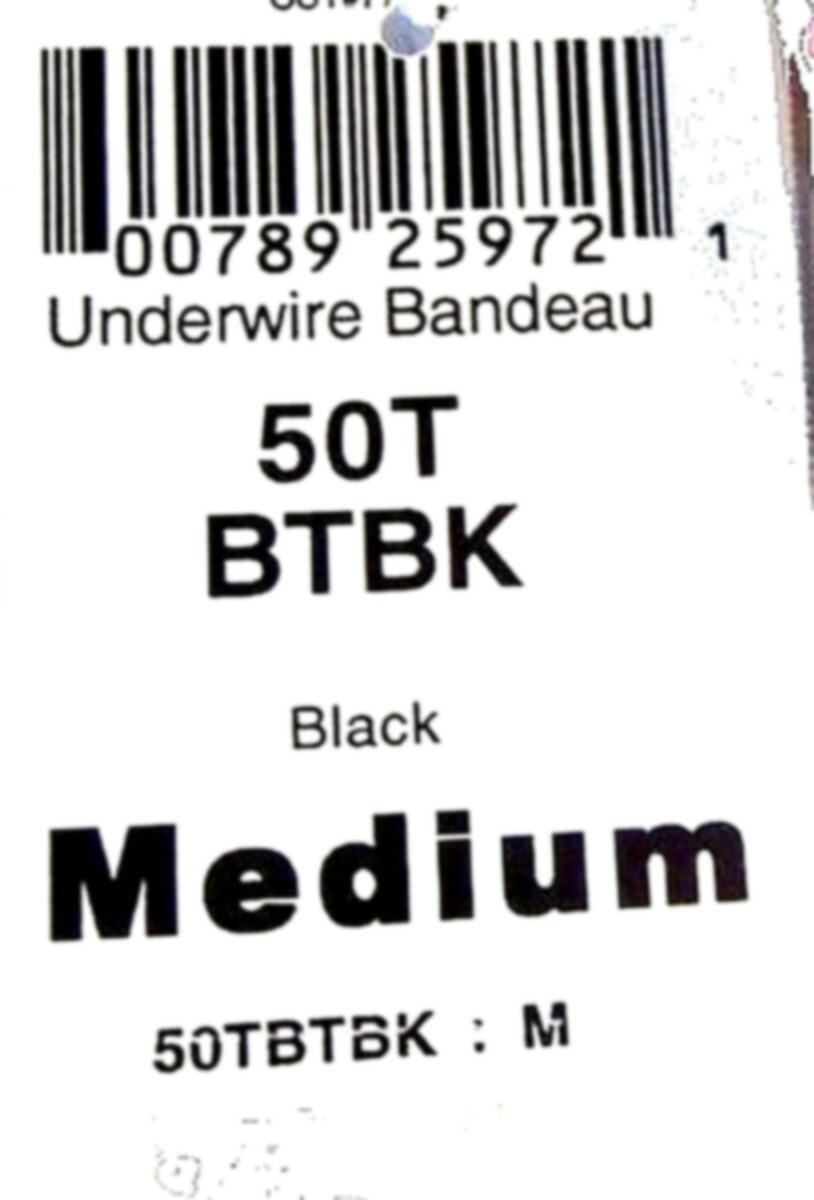 00789 25972 1
Underwire Bandeau
50T
BTBK
Black
Medium
50TBTBK : M